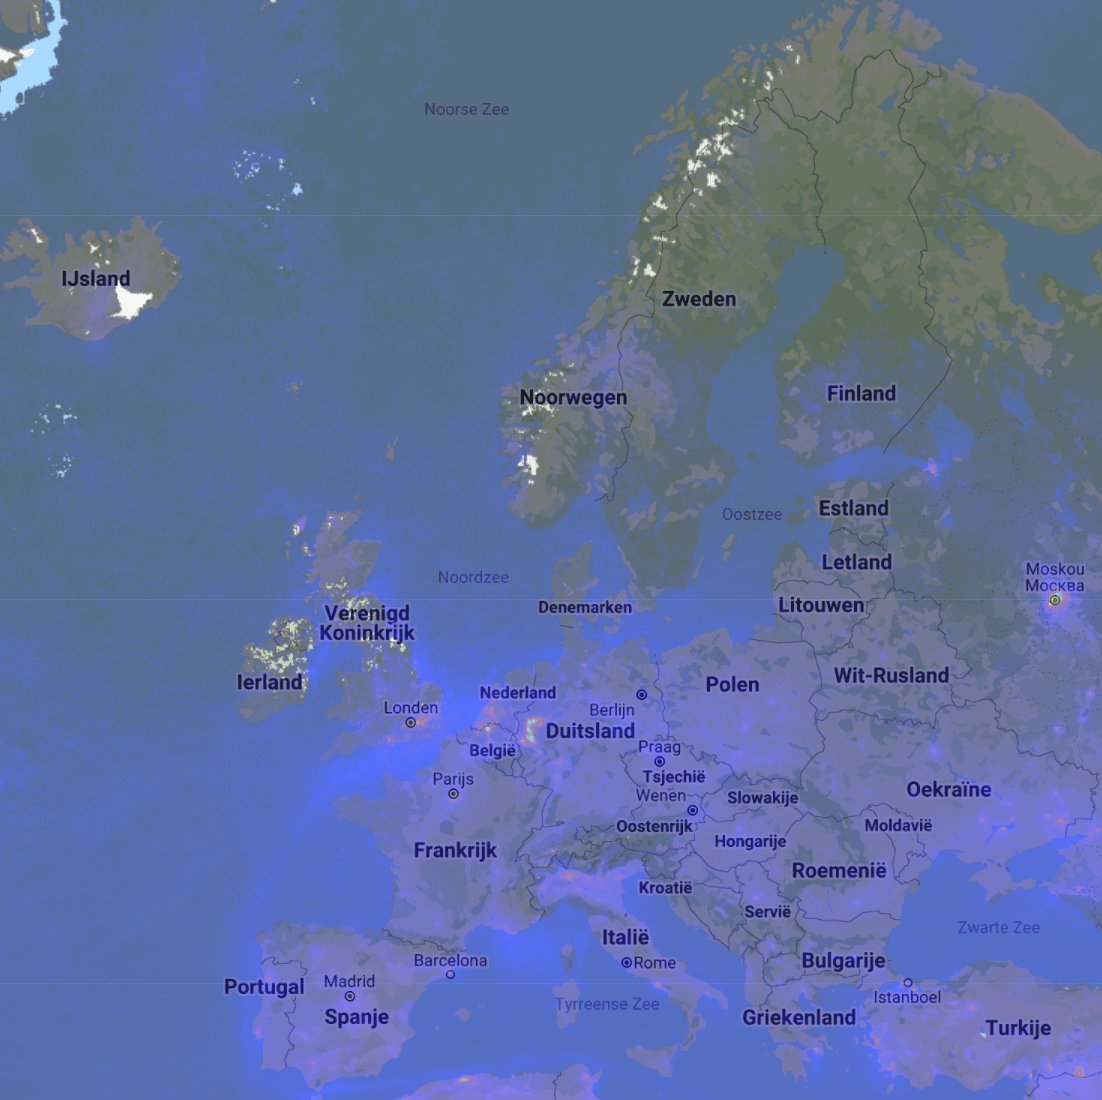 Noorse Zee
IJsland
Zweden
Noorwegen
Finland
Oostzee
Estland
Letland
Moskou
Москва
Noordzee
Denemarken
Litouwen
Verenigd
Koninkrijk
Ierland
Wit-Rusland
Nederland
Polen
Londen
Berlijn
Duitsland
België
Praag
Tsjechië
Parijs
Wenen
Slowakije
Oekraïne
Oostenrijk
Moldavië
Hongarije
Frankrijk
Roemenië
Kroatië
Servië
Zwarte Zee
Italië
Barcelona
Rome
Bulgarije
Portugal
Madrid
Istanboel
Tyrreense Zee
Spanje
Griekenland
Turkije